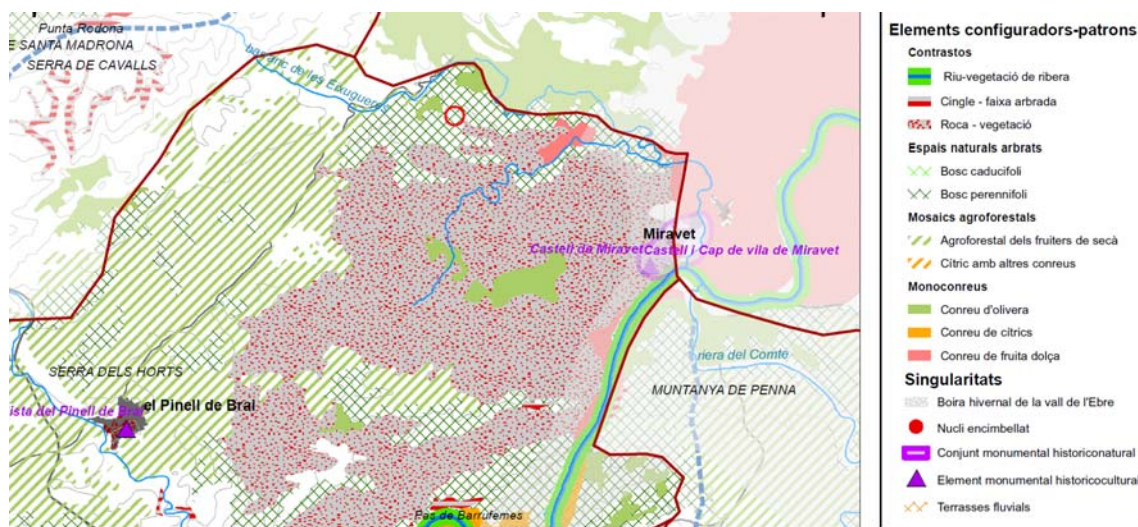 Punta Redona
E SANTA MADRONA
SERRA DE CAVALLS
barranc de les Eixugueres
Miravet
Castell de Miravet
Castell i Cap de vila de Miravet
riera del Comte
SERRA DELS HORTS
MUNTANYA DE PENNA
el Pinell de Brai
ista del Pinell de Brai
Pas de Barrufemes
Elements configuradors-patrons
Contrastos
Riu-vegetació de ribera
Cingle - faixa arbrada
Roca - vegetació
Espais naturals arbrats
Bosc caducifoli
Bosc perennifoli
Mosaics agroforestals
Agroforestal dels fruiters de secà
Cítric amb altres conreus
Monoconreus
Conreu d'olivera
Conreu de cítrics
Conreu de fruita dolça
Singularitats
Boira hivernal de la vall de l'Ebre
Nucli encimbellat
Conjunt monumental historiconatural
Element monumental historicocultural
Terrasses fluvials